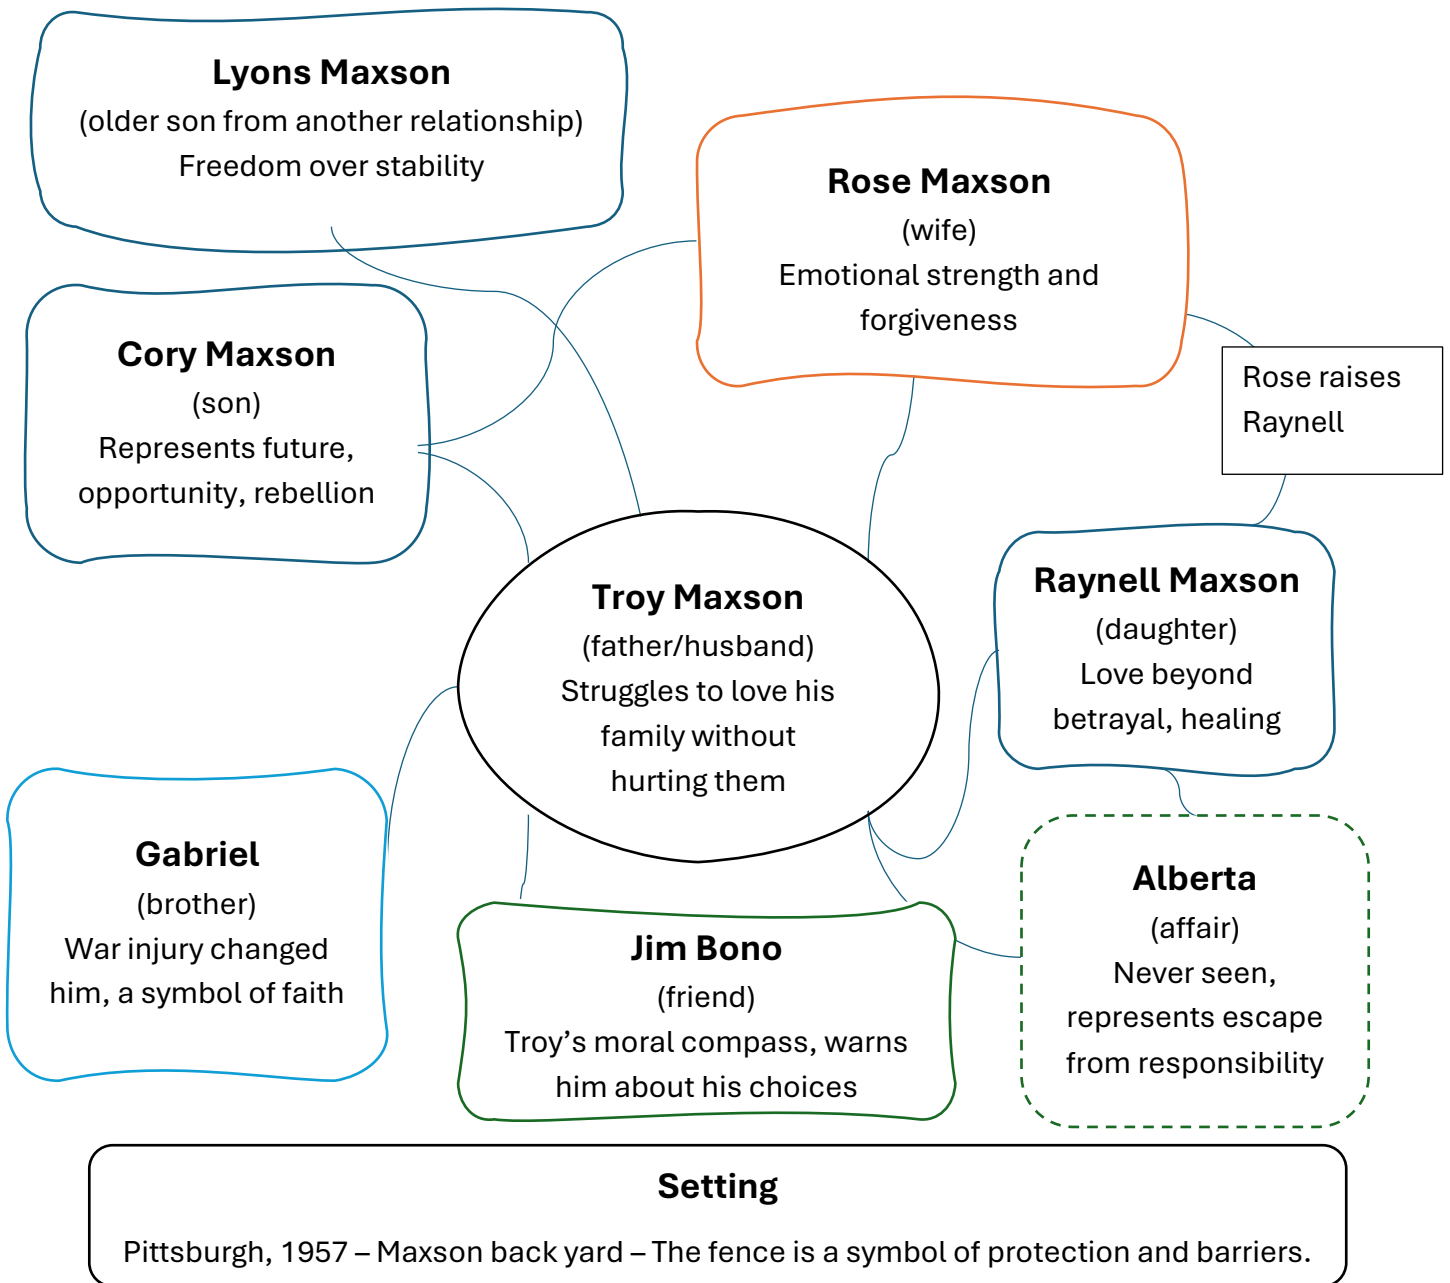 Lyons Maxson
(older son from another relationship)
Freedom over stability
Rose Maxson
(wife)
Emotional strength and
forgiveness
Cory Maxson
(son)
Represents future,
opportunity, rebellion
Rose raises
Raynell
Troy Maxson
(father/husband)
Struggles to love his
family without
hurting them
Raynell Maxson
(daughter)
Love beyond
betrayal, healing
Gabriel
(brother)
War injury changed
him, a symbol of faith
Jim Bono
(friend)
Troy’s moral compass, warns
him about his choices
Alberta
(affair)
Never seen,
represents escape
from responsibility
Setting
Pittsburgh, 1957 – Maxson back yard – The fence is a symbol of protection and barriers.